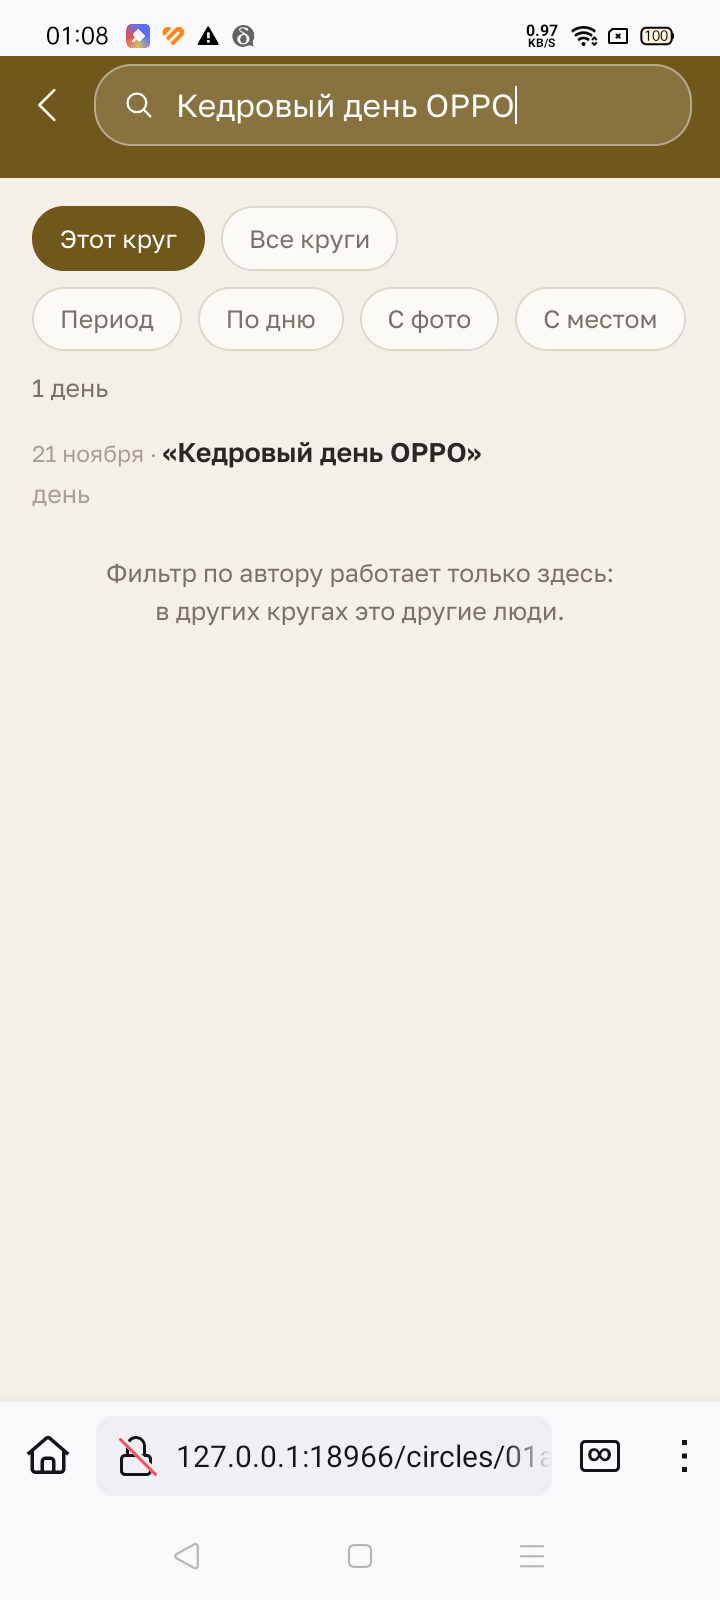 01:08
0.97
KB/S
100
Кедровый день OPPO
Этот круг
Все круги
Период
По дню
С фото
С местом
1 день
21 ноября · «Кедровый день OPPO»
день
Фильтр по автору работает только здесь:
в других кругах это другие люди.
127.0.0.1:18966/circles/01a